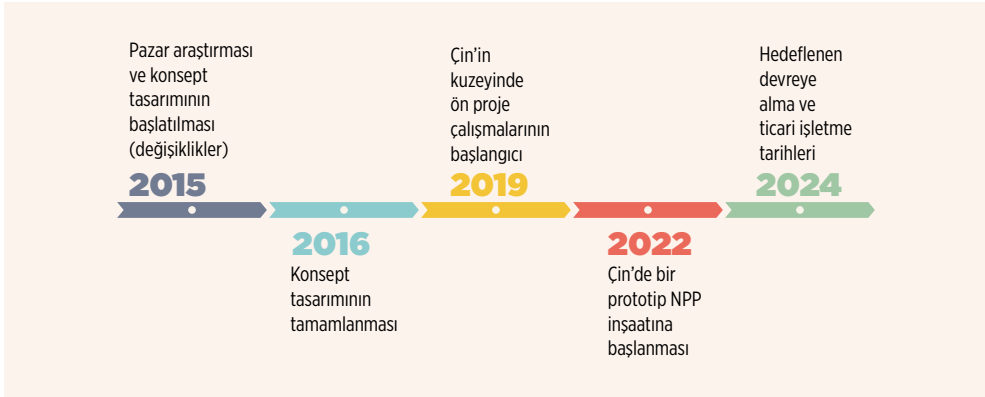 Pazar araştırması
ve konsept
tasarımının
başlatılması
(değişiklikler)
2015
2016
Konsept
tasarımının
tamamlanması
Çin’in
kuzeyinde
ön proje
çalışmalarının
başlangıcı
2019
2022
Çin’de bir
prototip NPP
inşaatına
başlanması
Hedeflenen
devreye
alma ve
ticari işletme
tarihleri
2024